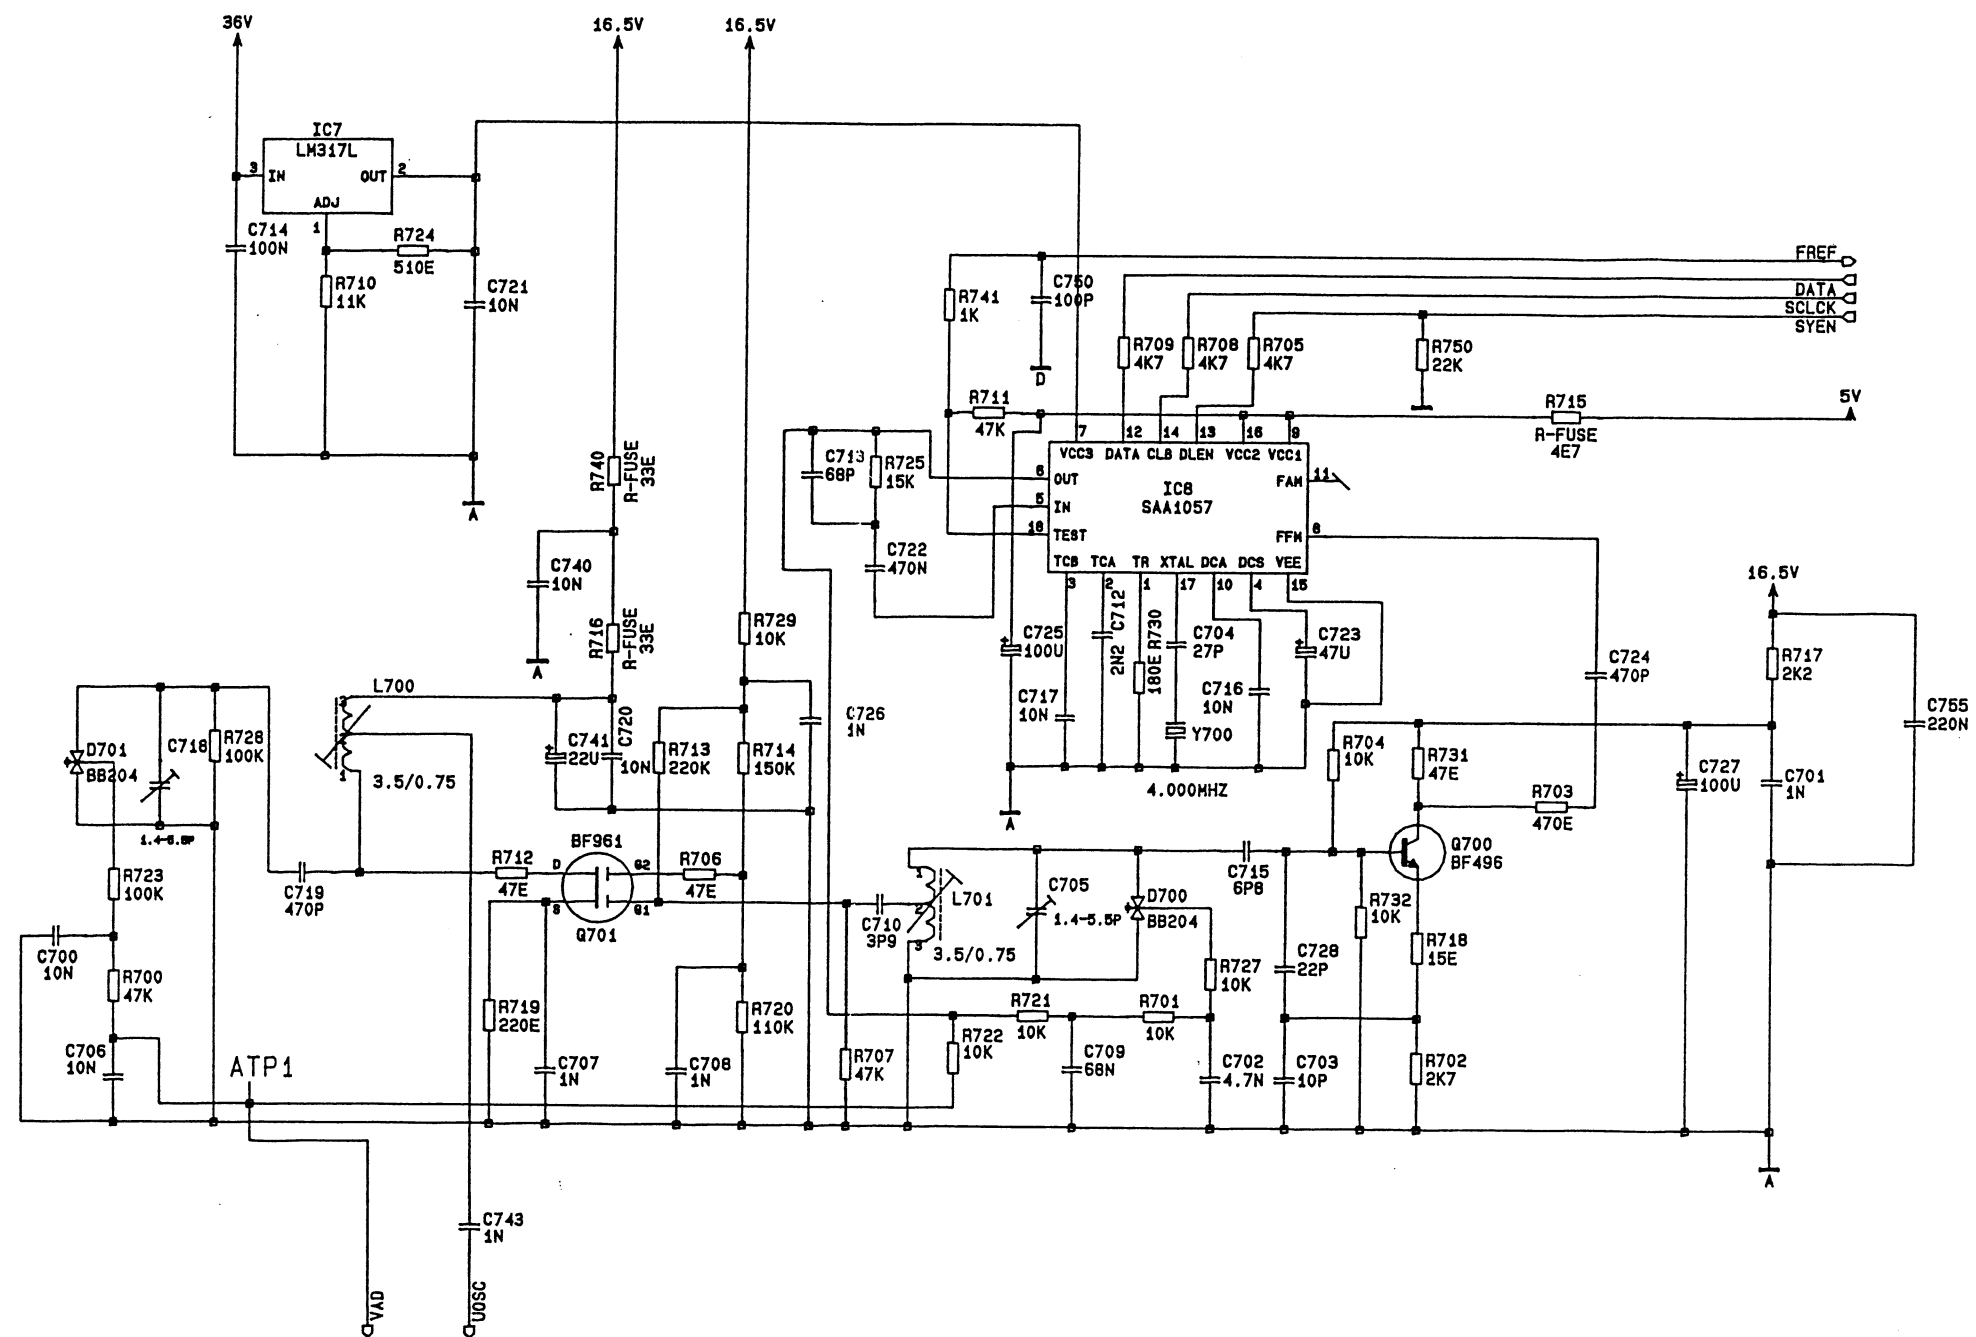 36V
16.5V
16.5V
IC7
LM317L
3
IN
OUT
2
ADJ
1
C714
100N
R724
510E
R710
11K
C721
10N
A
FREF
DATA
SCLCK
SYEN
C750
100P
D
R741
1K
R709
4K7
R708
4K7
R705
4K7
R750
22K
R711
47K
R715
R-FUSE
4E7
5V
7
12
14
13
16
9
VCC3
DATA
CLB
DLEN
VCC2
VCC1
6
OUT
5
IN
18
TEST
IC8
SAA1057
FAM
11
FFM
8
TCB
TCA
TR
XTAL
DCA
DCS
VEE
3
2
1
17
10
4
15
C713
68P
R725
15K
C722
470N
R740
R-FUSE
33E
C740
10N
A
R716
R-FUSE
33E
R729
10K
C725
100U
C717
10N
C712
2N2
R730
180E
C704
27P
Y700
4.000MHZ
C716
10N
C723
47U
A
C724
470P
16.5V
R717
2K2
C755
220N
C727
100U
C701
1N
L700
3
2
1
3.5/0.75
D701
BB204
C718
1.4-5.5P
R728
100K
C741
22U
C720
10N
R713
220K
R714
150K
C726
1N
R704
10K
R731
47E
R703
470E
Q700
BF496
R723
100K
C719
470P
R712
47E
BF961
D
G2
S
G1
Q701
R706
47E
C710
3P9
1
2
3
L701
3.5/0.75
C705
1.4-5.5P
D700
BB204
C715
6P8
R732
10K
R718
15E
C728
22P
R727
10K
C700
10N
R700
47K
C706
10N
ATP1
R719
220E
C707
1N
C708
1N
R720
110K
R707
47K
R722
10K
R721
10K
R701
10K
C709
68N
C702
4.7N
C703
10P
R702
2K7
A
C743
1N
VAD
UOSC